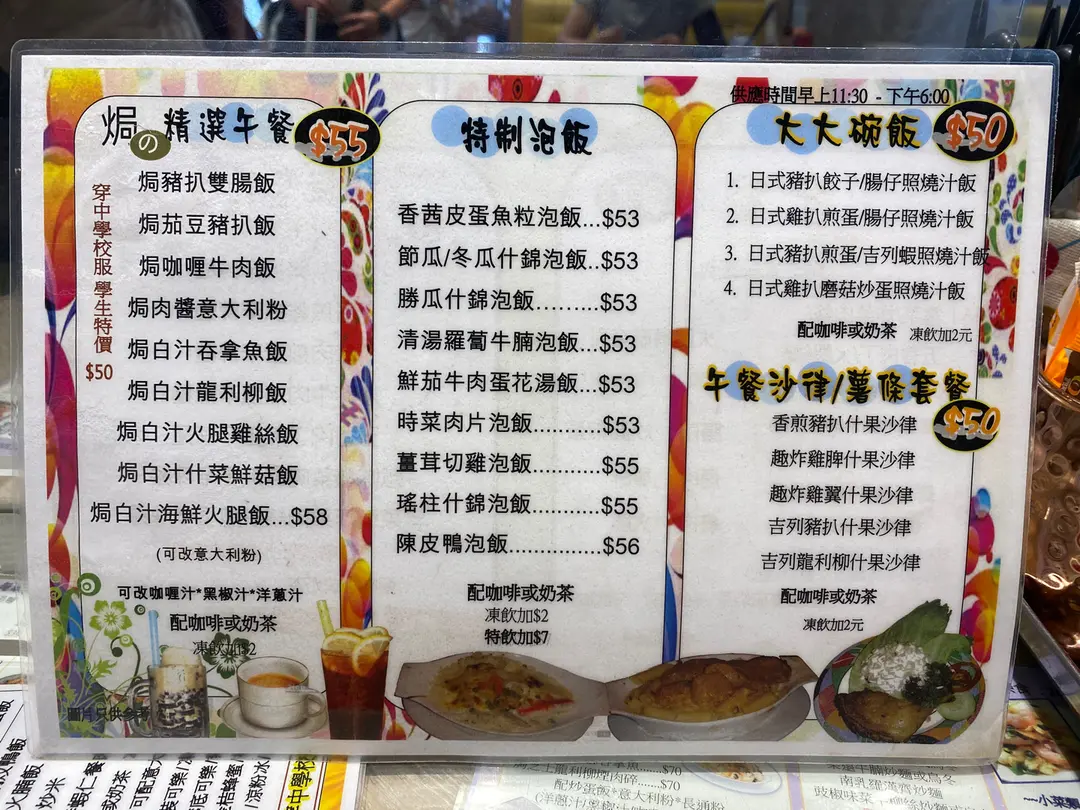 焗の精選午餐 $55
穿中學校服學生特價
$50
焗豬扒雙腸飯
焗茄豆豬扒飯
焗咖喱牛肉飯
焗肉醬意大利粉
焗白汁吞拿魚飯
焗白汁龍利柳飯
焗白汁火腿雞絲飯
焗白汁什菜鮮菇飯
焗白汁海鮮火腿飯...$58
(可改意大利粉)
可改咖喱汁*黑椒汁*洋蔥汁
配咖啡或奶茶
凍飲加$2
圖片只供參考
特制泡飯
香茜皮蛋魚粒泡飯...$53
節瓜/冬瓜什錦泡飯..$53
勝瓜什錦泡飯.........$53
清湯羅蔔牛腩泡飯...$53
鮮茄牛肉蛋花湯飯...$53
時菜肉片泡飯..........$53
薑茸切雞泡飯..........$55
瑤柱什錦泡飯..........$55
陳皮鴨泡飯.............$56
配咖啡或奶茶
凍飲加$2
特飲加$7
供應時間早上11:30 - 下午6:00
大大碗飯 $50
1. 日式豬扒餃子/腸仔照燒汁飯
2. 日式雞扒煎蛋/腸仔照燒汁飯
3. 日式豬扒煎蛋/吉列蝦照燒汁飯
4. 日式雞扒磨菇炒蛋照燒汁飯
配咖啡或奶茶 凍飲加2元
午餐沙律/薯條套餐
$50
香煎豬扒什果沙律
趣炸雞脾什果沙律
趣炸雞翼什果沙律
吉列豬扒什果沙律
吉列龍利柳什果沙律
配咖啡或奶茶
凍飲加2元